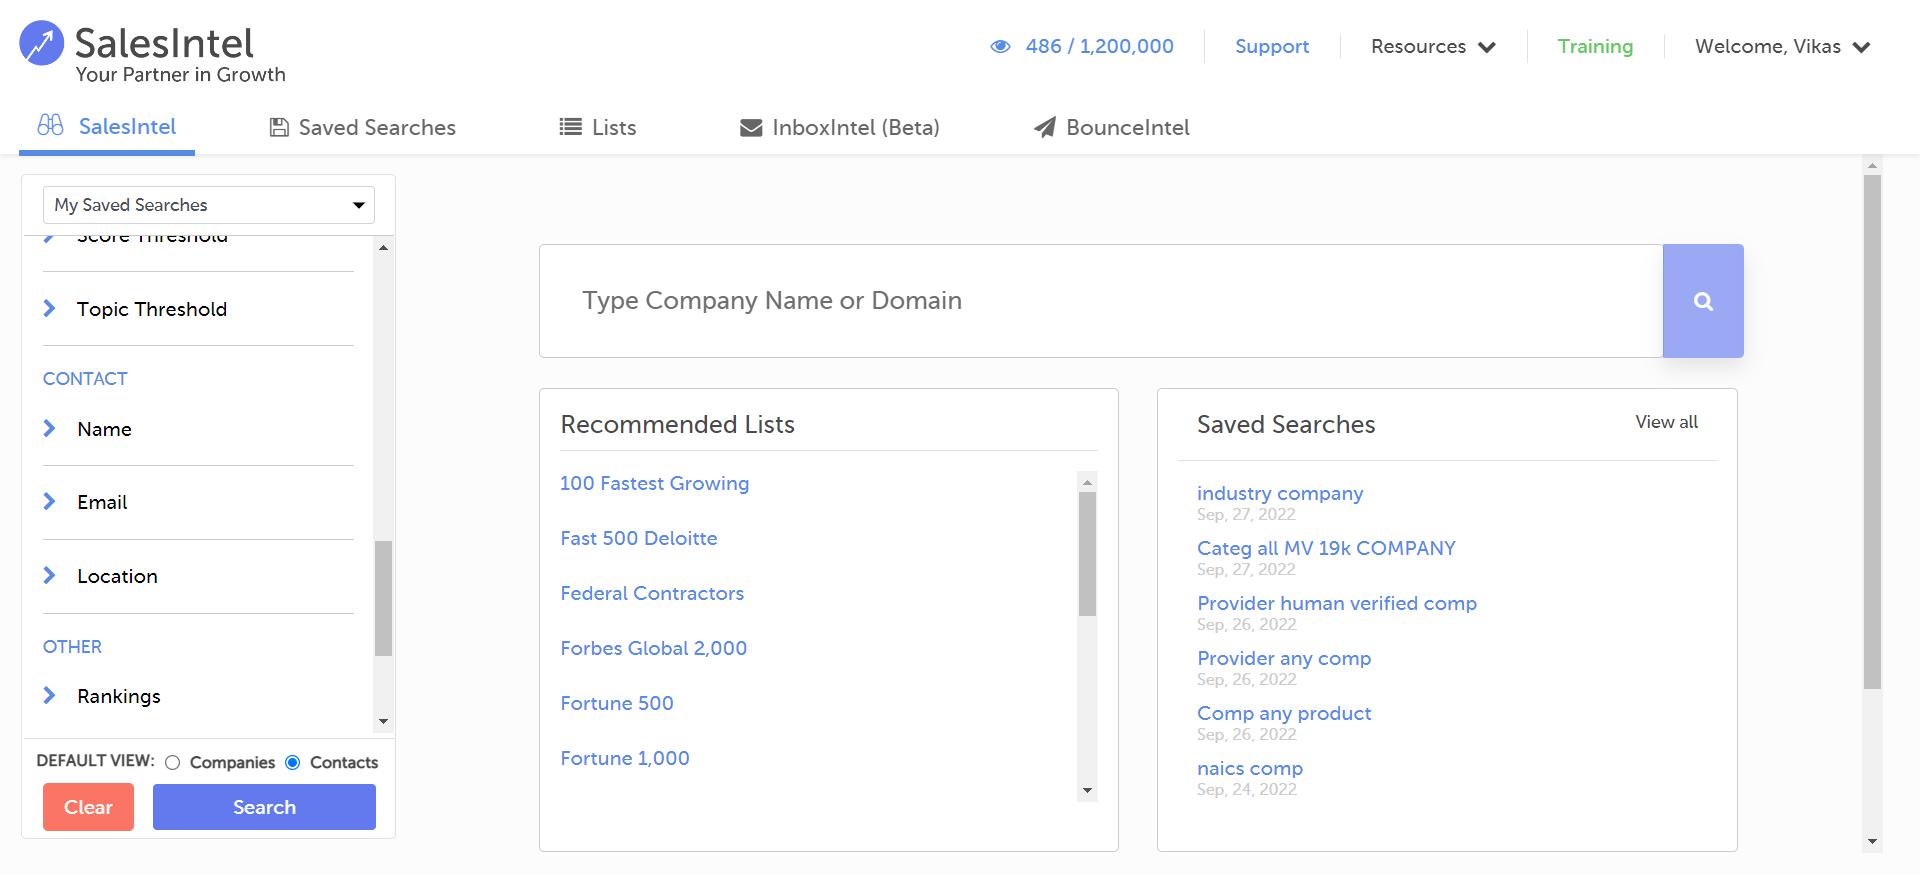 SalesIntel
Your Partner in Growth
486 / 1,200,000
Support
Resources
Training
Welcome, Vikas
SalesIntel
Saved Searches
Lists
InboxIntel (Beta)
BounceIntel
My Saved Searches
Score Threshold
Topic Threshold
CONTACT
Name
Email
Location
OTHER
Rankings
DEFAULT VIEW:
Companies
Contacts
Clear
Search
Type Company Name or Domain
Recommended Lists
100 Fastest Growing
Fast 500 Deloitte
Federal Contractors
Forbes Global 2,000
Fortune 500
Fortune 1,000
Saved Searches
View all
industry company
Sep, 27, 2022
Categ all MV 19k COMPANY
Sep, 27, 2022
Provider human verified comp
Sep, 26, 2022
Provider any comp
Sep, 26, 2022
Comp any product
Sep, 26, 2022
naics comp
Sep, 24, 2022